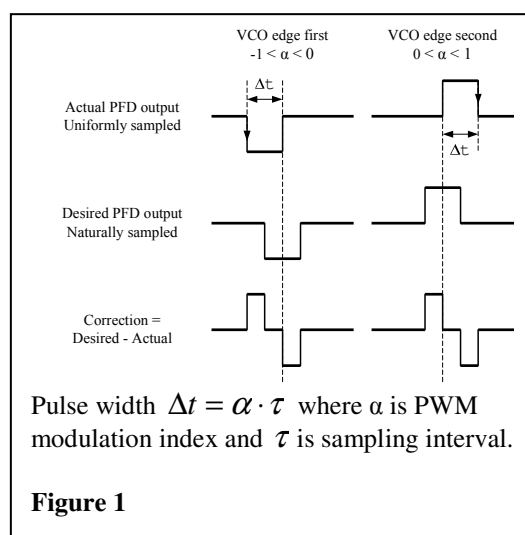 VCO edge first
-1 < α < 0
VCO edge second
0 < α < 1
Δt
Actual PFD output
Uniformly sampled
Δt
Desired PFD output
Naturally sampled
Correction =
Desired - Actual
Pulse width Δt = α · τ where α is PWM
modulation index and τ is sampling interval.
Figure 1